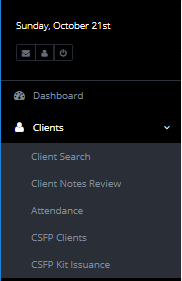 Sunday, October 21st
Dashboard
Clients
Client Search
Client Notes Review
Attendance
CSFP Clients
CSFP Kit Issuance